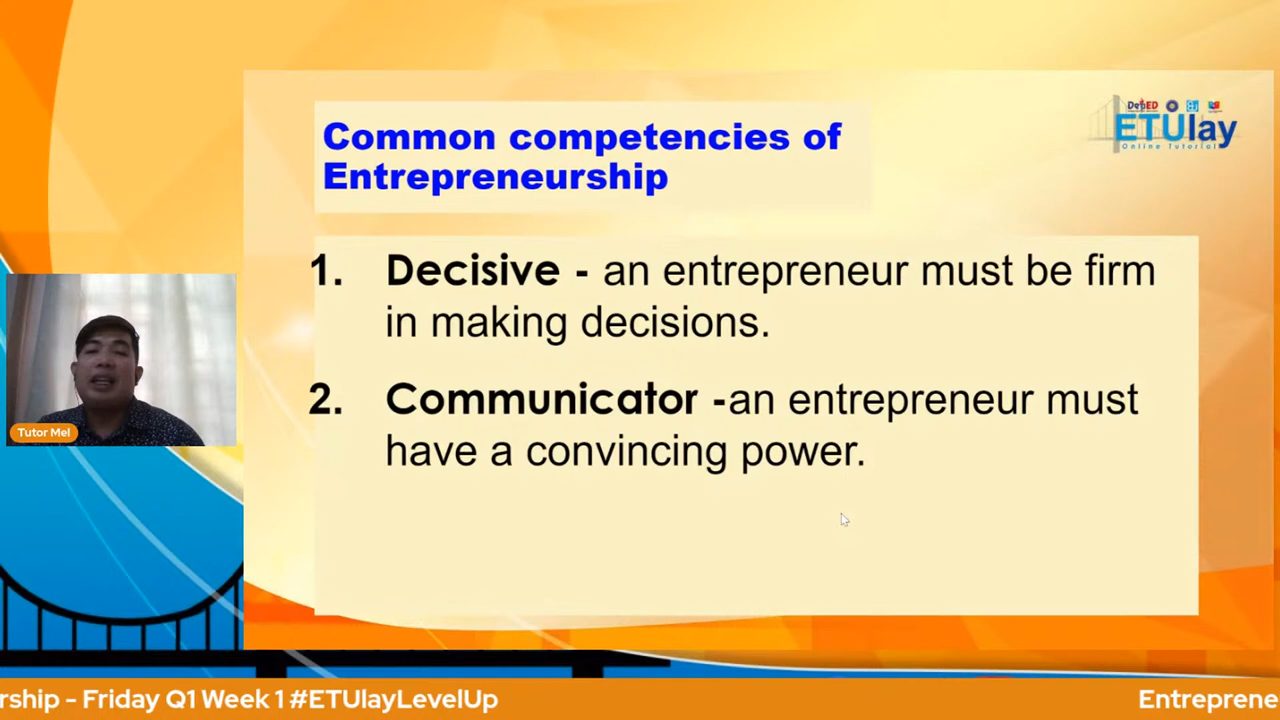 DepED
ETUlay
Online Tutorial
Common competencies of
Entrepreneurship
1. Decisive - an entrepreneur must be firm
in making decisions.
2. Communicator -an entrepreneur must
have a convincing power.
Tutor Mel
rship - Friday Q1 Week 1 #ETUlayLevelUp
Entreprene